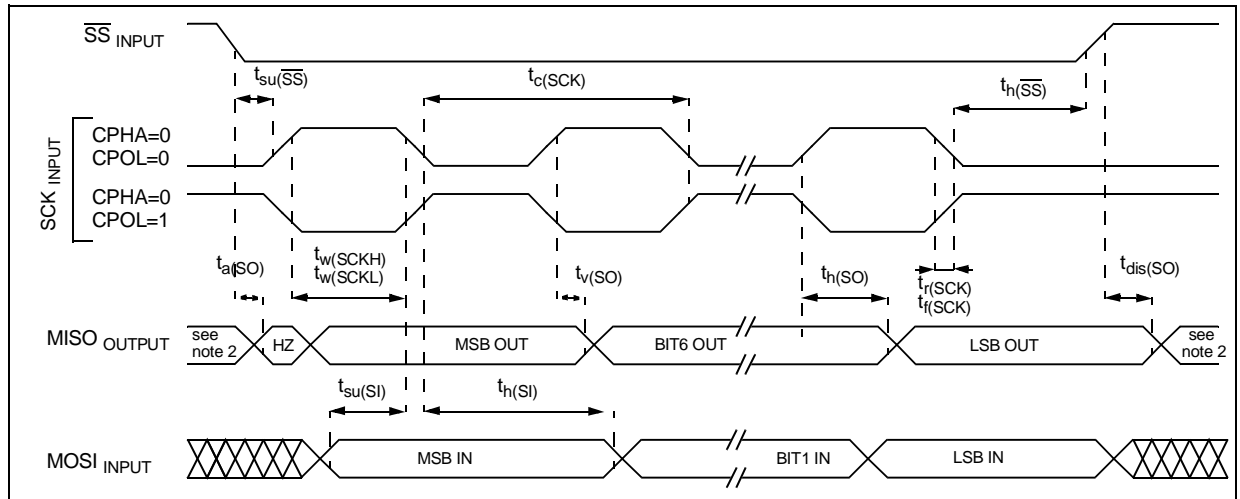 SS INPUT
tsu(SS)
tc(SCK)
th(SS)
SCK INPUT
CPHA=0
CPOL=0
CPHA=0
CPOL=1
ta(SO)
tw(SCKH)
tw(SCKL)
tv(SO)
th(SO)
tr(SCK)
tf(SCK)
tdis(SO)
MISO OUTPUT
see note 2
HZ
MSB OUT
BIT6 OUT
LSB OUT
see note 2
tsu(SI)
th(SI)
MOSI INPUT
MSB IN
BIT1 IN
LSB IN